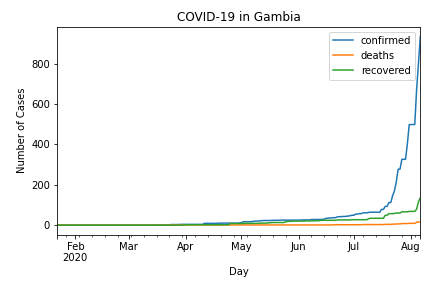 COVID-19 in Gambia
confirmed
deaths
recovered
Number of Cases
800
600
400
200
0
Feb Mar Apr May Jun Jul Aug
2020
Day